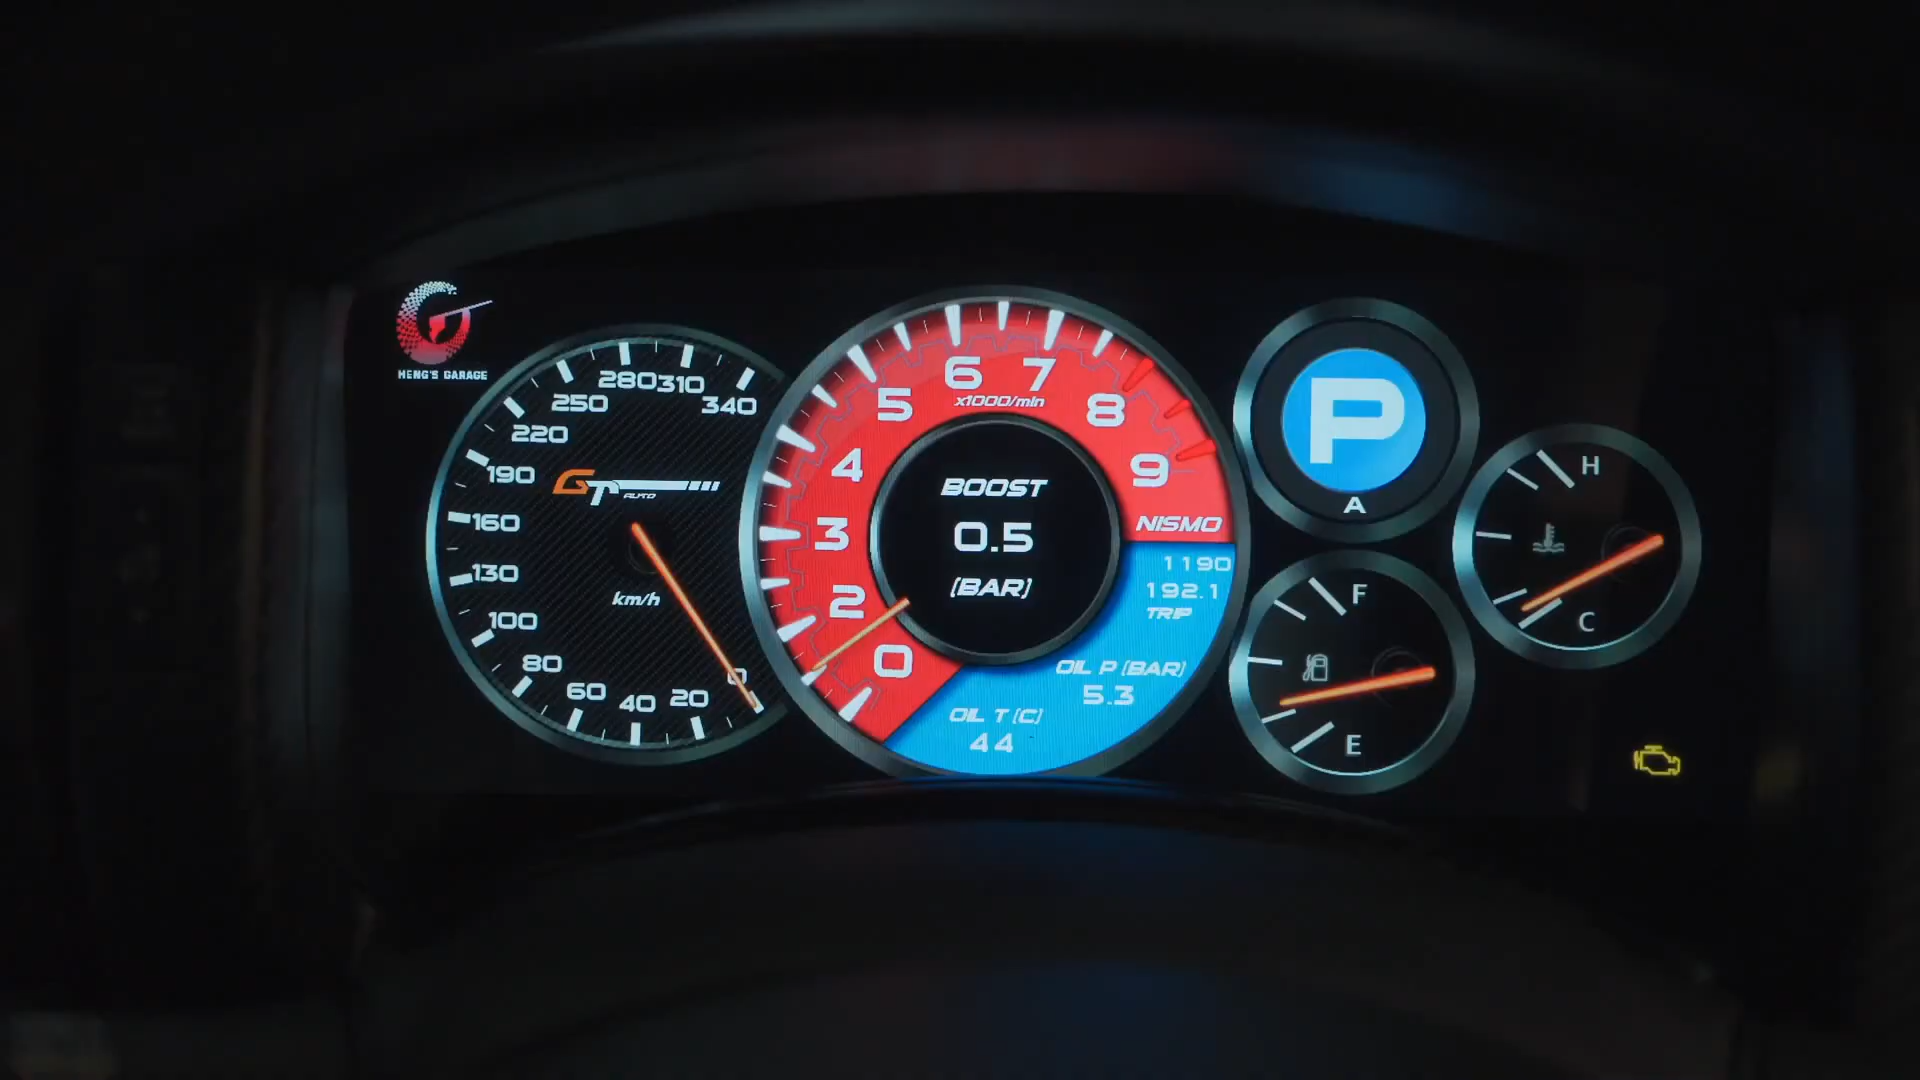 HENG'S GARAGE
280 310
250 340
220
190
160
130
100
80
60
40
20
0
GT AUTO
km/h
6 7
5 8
4 9
3
2
0
x1000/min
BOOST
0.5
(BAR)
NISMO
1190
192.1
TRIP
OIL P (BAR)
5.3
OIL T (C)
44
P
A
F
E
H
C